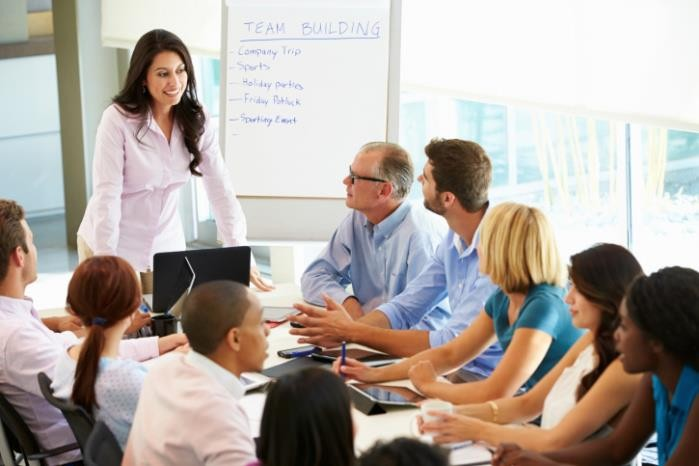 TEAM BUILDING
- Company Trip
- Sports
- Holiday parties
- Friday Potluck
- Sporting Event
-